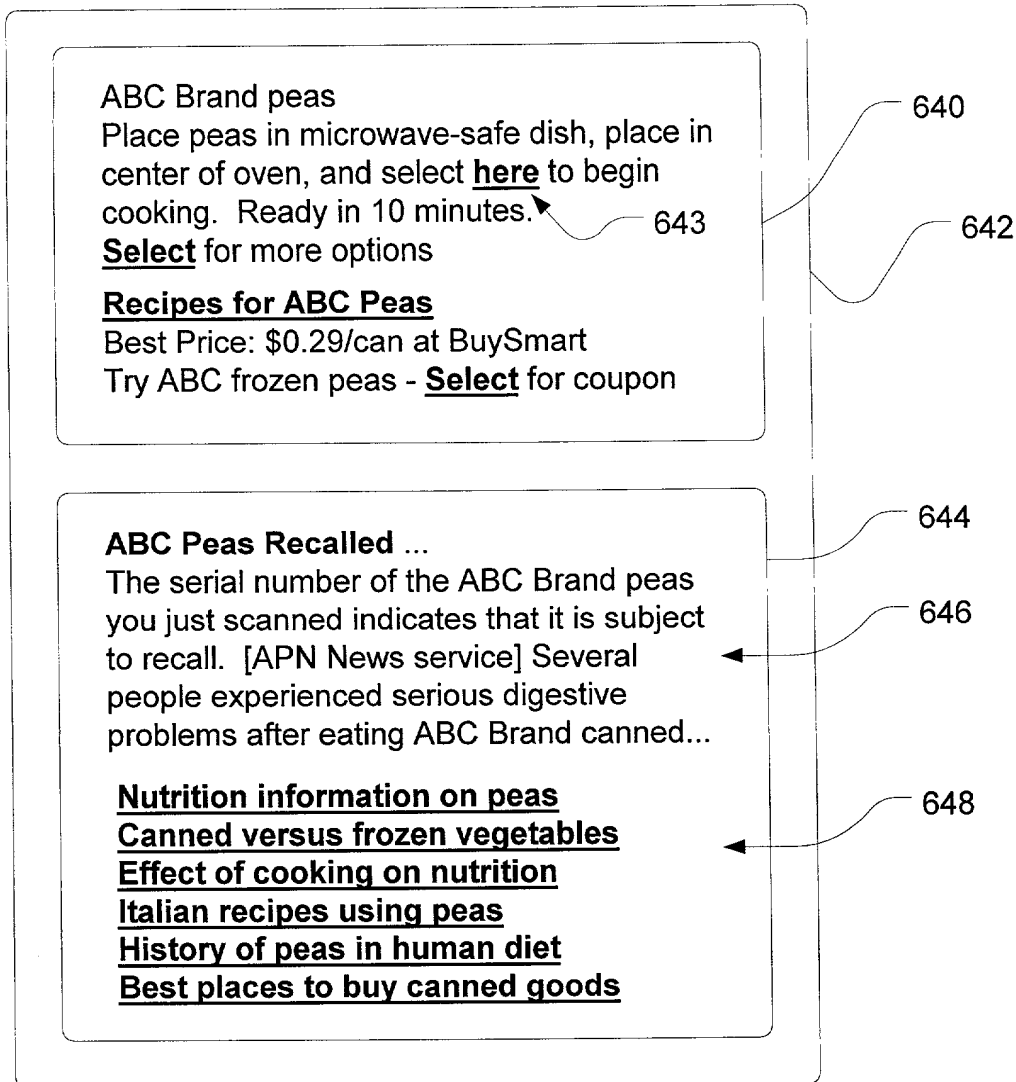 ABC Brand peas
Place peas in microwave-safe dish, place in
center of oven, and select here to begin
cooking. Ready in 10 minutes.
Select for more options
Recipes for ABC Peas
Best Price: $0.29/can at BuySmart
Try ABC frozen peas - Select for coupon
640
643
642
ABC Peas Recalled ...
The serial number of the ABC Brand peas
you just scanned indicates that it is subject
to recall. [APN News service] Several
people experienced serious digestive
problems after eating ABC Brand canned...
644
646
Nutrition information on peas
Canned versus frozen vegetables
Effect of cooking on nutrition
Italian recipes using peas
History of peas in human diet
Best places to buy canned goods
648